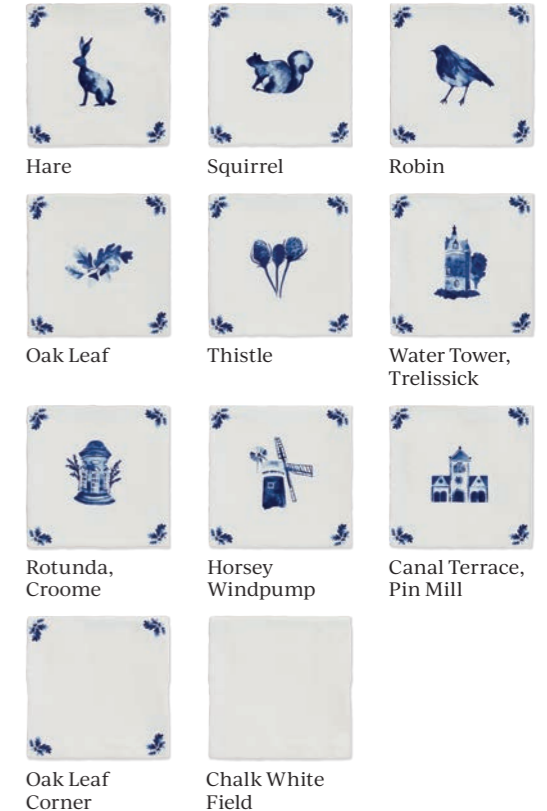 Hare
Squirrel
Robin
Oak Leaf
Thistle
Water Tower,
Trelissick
Rotunda,
Croome
Horsey
Windpump
Canal Terrace,
Pin Mill
Oak Leaf
Corner
Chalk White
Field